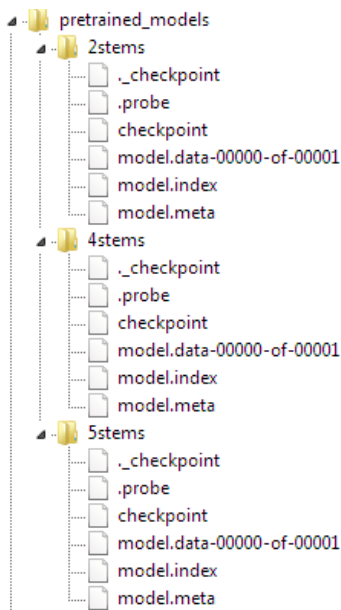 pretrained_models
2stems
._checkpoint
.probe
checkpoint
model.data-00000-of-00001
model.index
model.meta
4stems
._checkpoint
.probe
checkpoint
model.data-00000-of-00001
model.index
model.meta
5stems
._checkpoint
.probe
checkpoint
model.data-00000-of-00001
model.index
model.meta